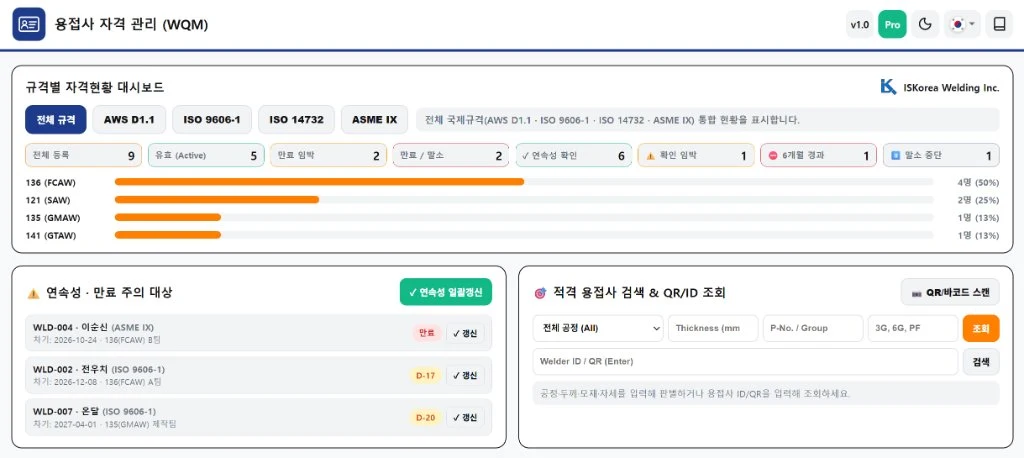 용접사 자격 관리 (WQM)
v1.0 Pro
규격별 자격현황 대시보드
ISKorea Welding Inc.
전체 규격 AWS D1.1 ISO 9606-1 ISO 14732 ASME IX 전체 국제규격(AWS D1.1 · ISO 9606-1 · ISO 14732 · ASME IX) 통합 현황을 표시합니다.
전체 등록 9 유효 (Active) 5 만료 임박 2 만료 / 말소 2 ✓ 연속성 확인 6 ⚠ 확인 임박 1 ⛔ 6개월 경과 1 말소 중단 1
136 (FCAW) 4명 (50%)
121 (SAW) 2명 (25%)
135 (GMAW) 1명 (13%)
141 (GTAW) 1명 (13%)
⚠ 연속성 · 만료 주의 대상 ✓ 연속성 일괄갱신
WLD-004 · 이순신 (ASME IX)
차기: 2026-10-24 · 136(FCAW) B팀
만료 ✓ 갱신
WLD-002 · 전우치 (ISO 9606-1)
차기: 2026-12-08 · 136(FCAW) A팀
D-17 ✓ 갱신
WLD-007 · 온달 (ISO 9606-1)
차기: 2027-04-01 · 135(GMAW) 제작팀
D-20 ✓ 갱신
🎯 적격 용접사 검색 & QR/ID 조회 QR/바코드 스캔
전체 공정 (All) Thickness (mm P-No. / Group 3G, 6G, PF 조회
Welder ID / QR (Enter) 검색
공정·두께·모재·자세를 입력해 판별하거나 용접사 ID/QR을 입력해 조회하세요.